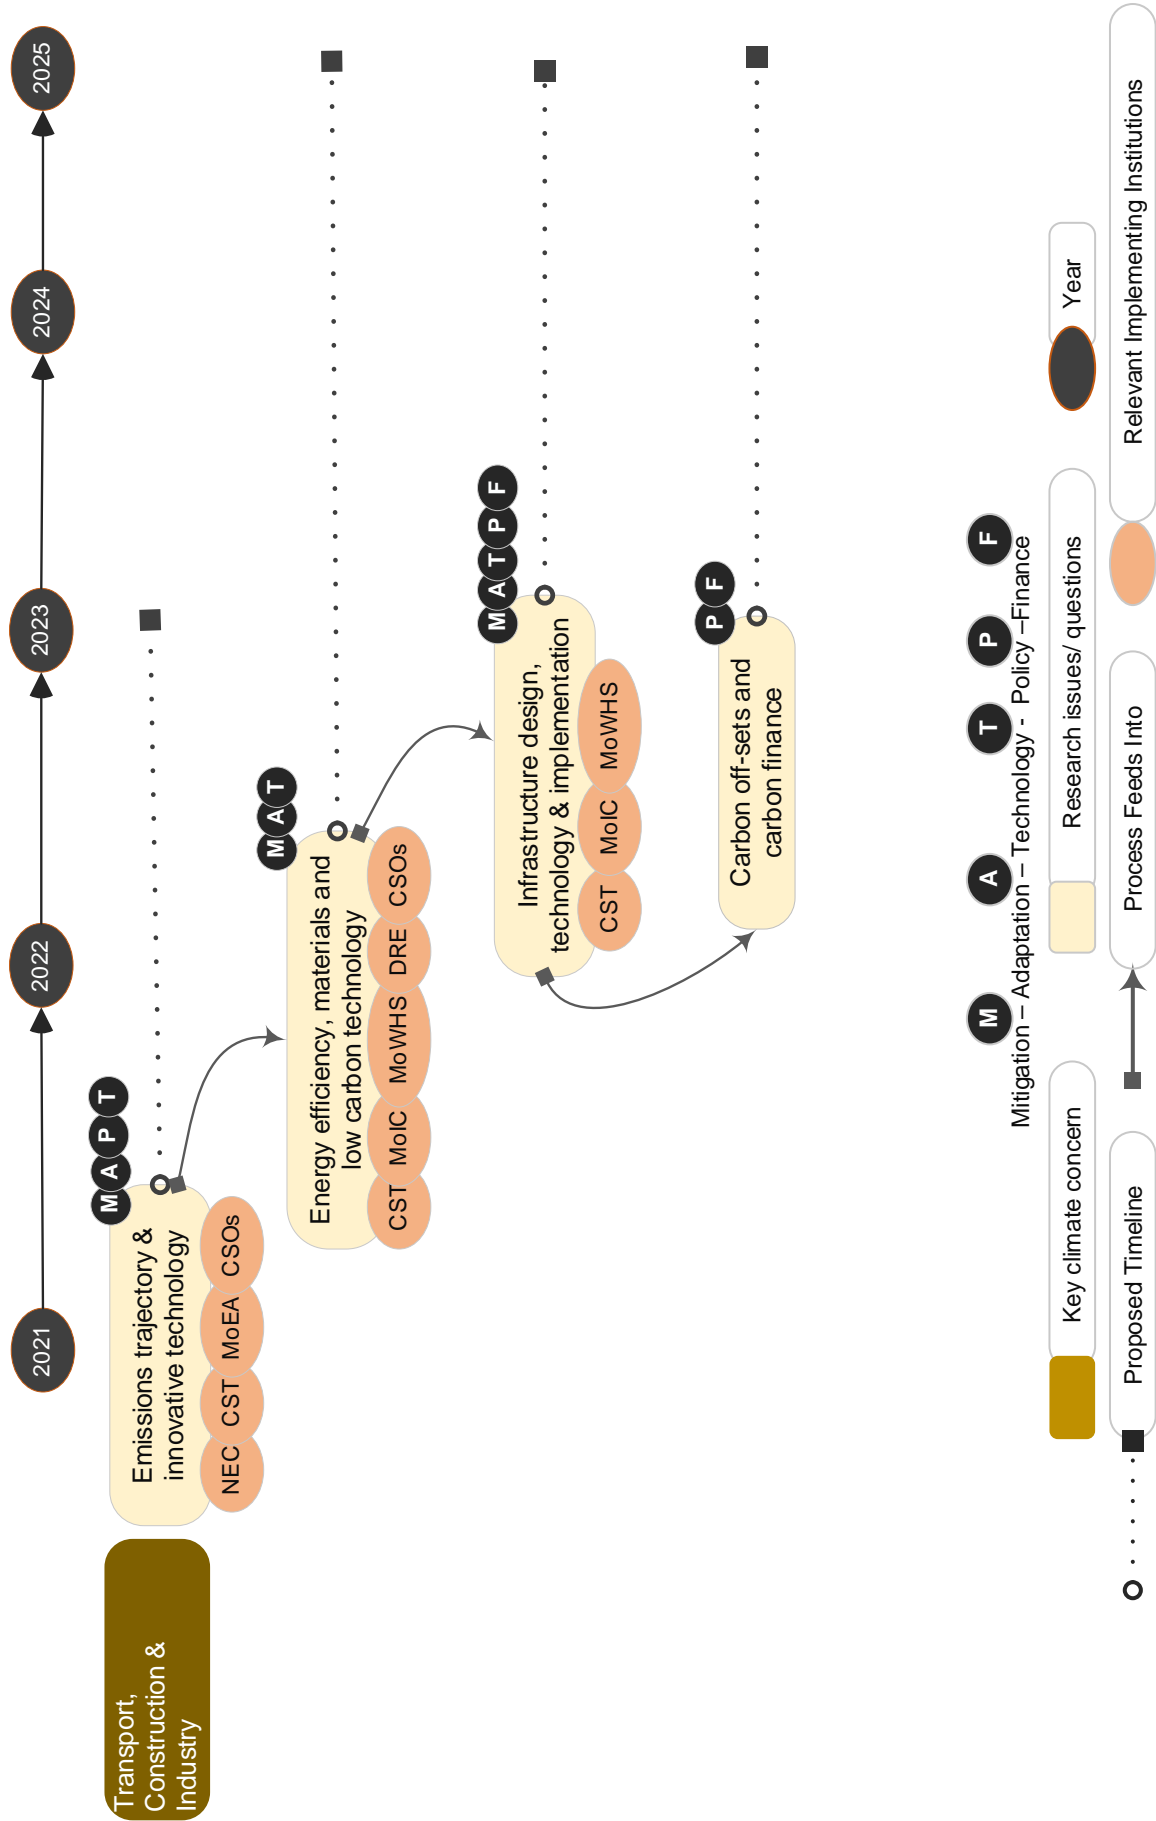 2021
2022
2023
2024
2025
Transport,
Construction &
Industry
Emissions trajectory &
innovative technology
M A P T
NEC CST MoEA CSOs
Energy efficiency, materials and
low carbon technology
M A T
CST MoIC MoWHS DRE CSOs
Infrastructure design,
technology & implementation
M A T P F
CST MoIC MoWHS
Carbon off-sets and
carbon finance
P F
M A T P F
Mitigation – Adaptation – Technology - Policy –Finance
Key climate concern
Research issues/ questions
Year
Proposed Timeline
Process Feeds Into
Relevant Implementing Institutions